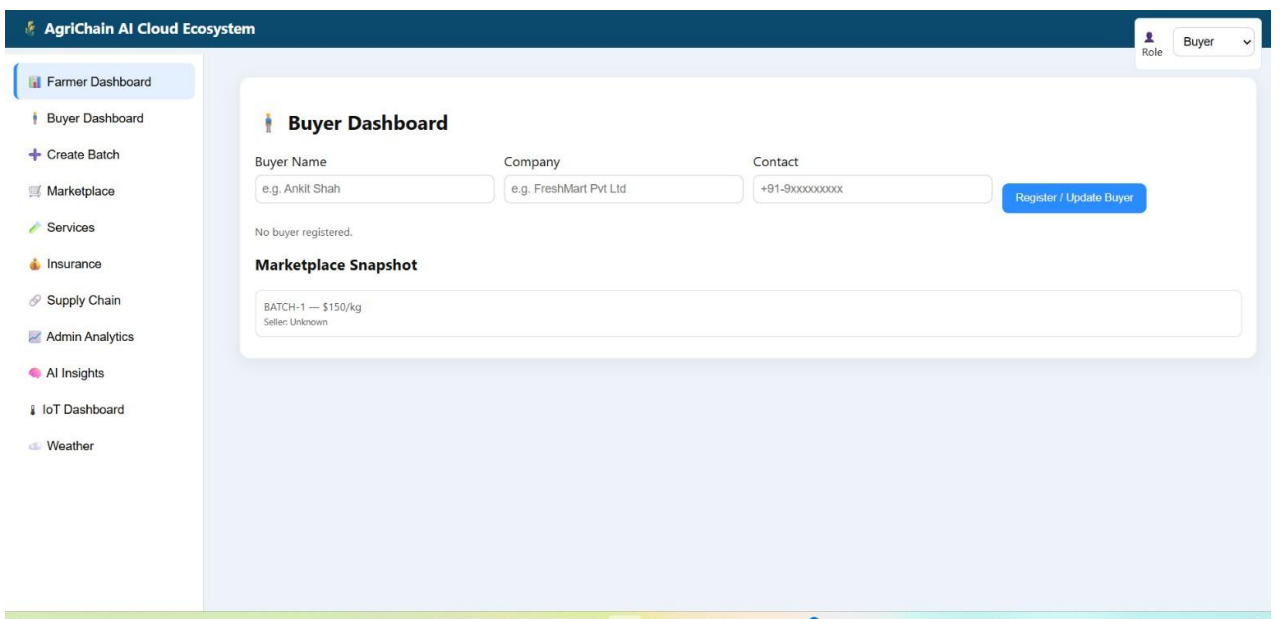 AgriChain AI Cloud Ecosystem
Role
Buyer
Farmer Dashboard
Buyer Dashboard
Create Batch
Marketplace
Services
Insurance
Supply Chain
Admin Analytics
AI Insights
IoT Dashboard
Weather
Buyer Dashboard
Buyer Name Company Contact
e.g. Ankit Shah e.g. FreshMart Pvt Ltd +91-9xxxxxxxxx Register / Update Buyer
No buyer registered.
Marketplace Snapshot
BATCH-1 — $150/kg
Seller: Unknown